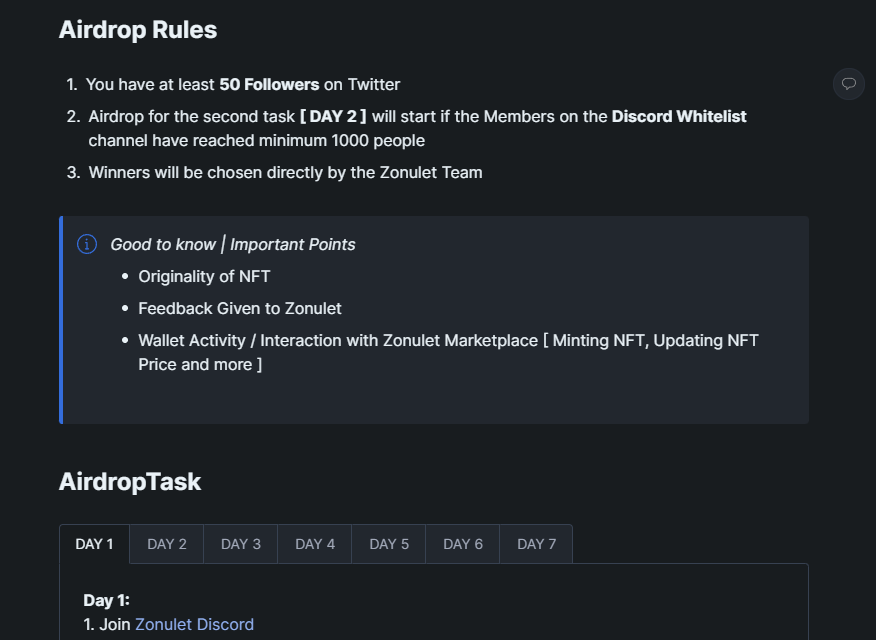 Airdrop Rules
1. You have at least 50 Followers on Twitter
2. Airdrop for the second task [ DAY 2 ] will start if the Members on the Discord Whitelist
channel have reached minimum 1000 people
3. Winners will be chosen directly by the Zonulet Team
Good to know | Important Points
• Originality of NFT
• Feedback Given to Zonulet
• Wallet Activity / Interaction with Zonulet Marketplace [ Minting NFT, Updating NFT
Price and more ]
AirdropTask
DAY 1 DAY 2 DAY 3 DAY 4 DAY 5 DAY 6 DAY 7
Day 1:
1. Join Zonulet Discord